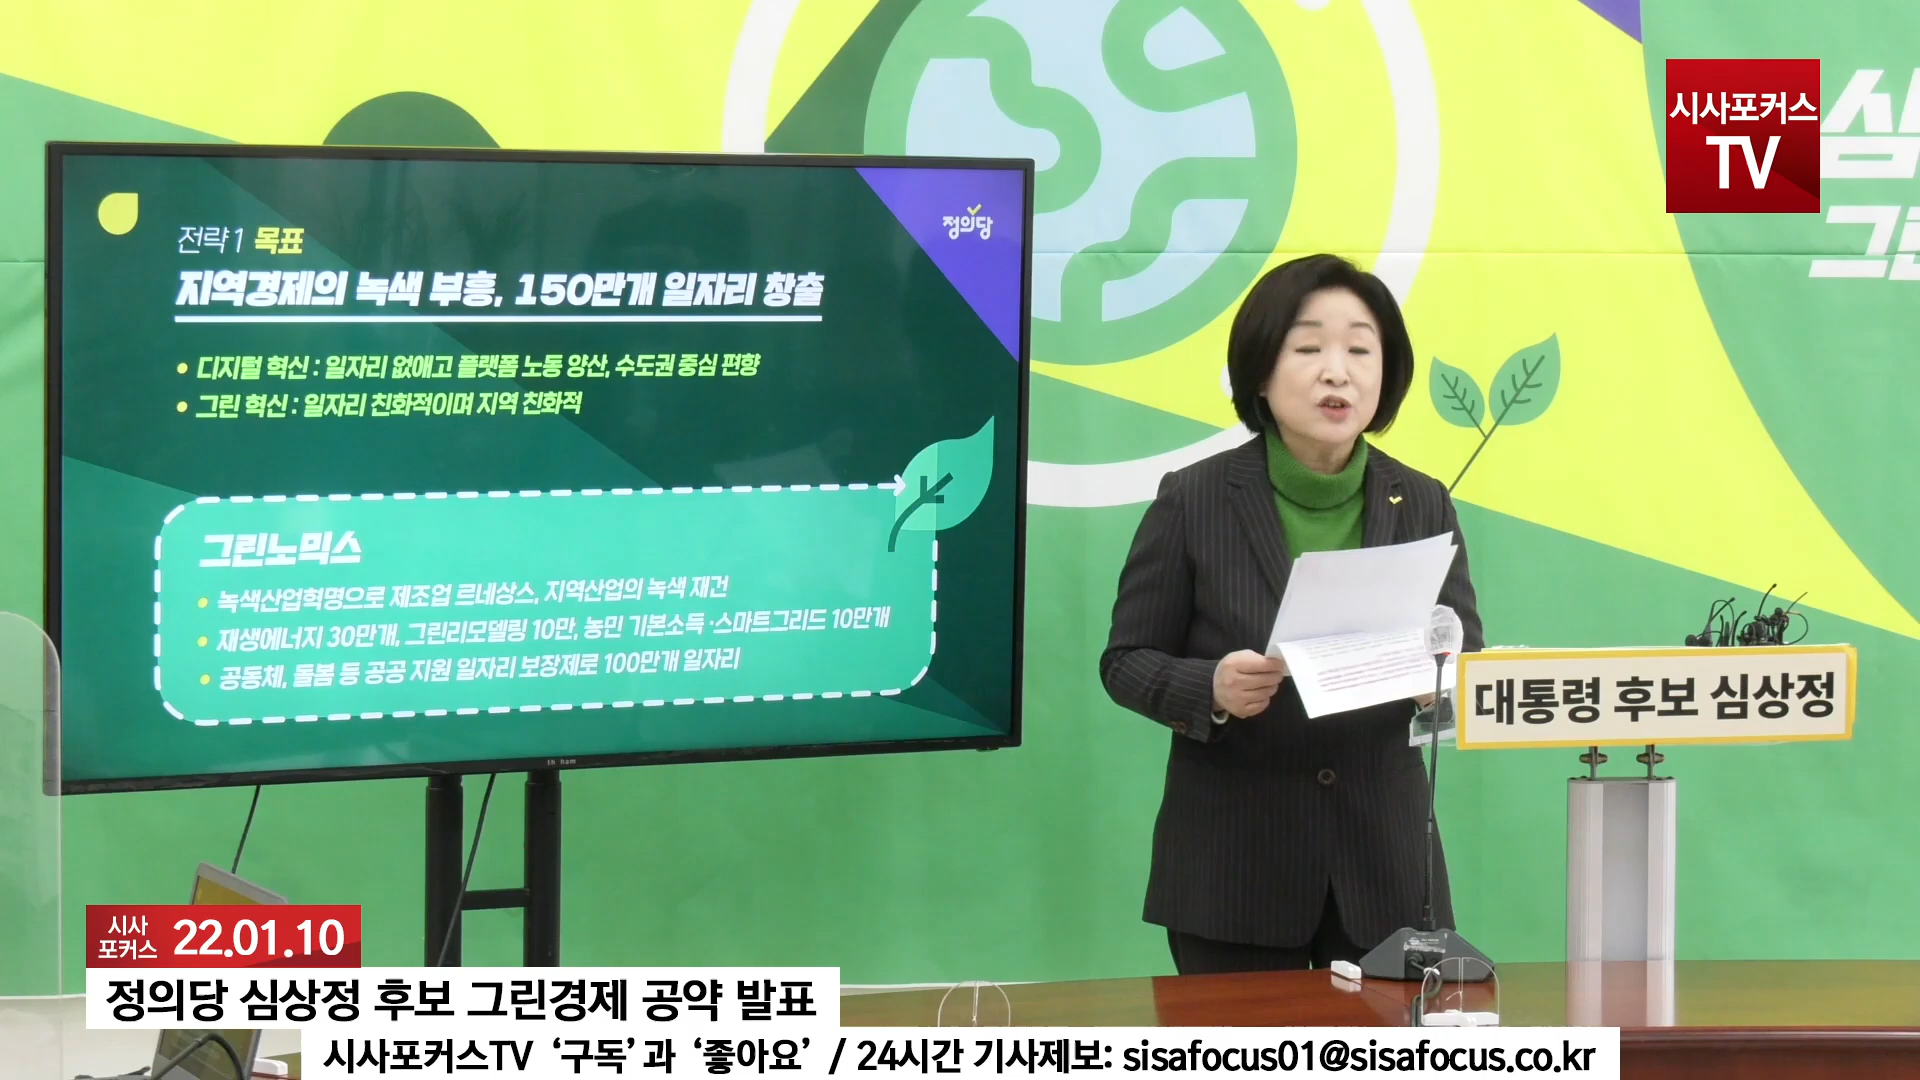 시사포커스
TV
심
그린
정의당
전략1 목표
지역경제의 녹색 부흥, 150만개 일자리 창출
• 디지털 혁신 : 일자리 없애고 플랫폼 노동 양산, 수도권 중심 편향
• 그린 혁신 : 일자리 친화적이며 지역 친화적
그린노믹스
• 녹색산업혁명으로 제조업 르네상스, 지역산업의 녹색 재건
• 재생에너지 30만개, 그린리모델링 10만, 농민 기본소득·스마트그리드 10만개
• 공동체, 돌봄 등 공공 지원 일자리 보장제로 100만개 일자리
대통령 후보 심상정
시사
포커스 22.01.10
정의당 심상정 후보 그린경제 공약 발표
시사포커스TV ‘구독’과 ‘좋아요’ / 24시간 기사제보: sisafocus01@sisafocus.co.kr